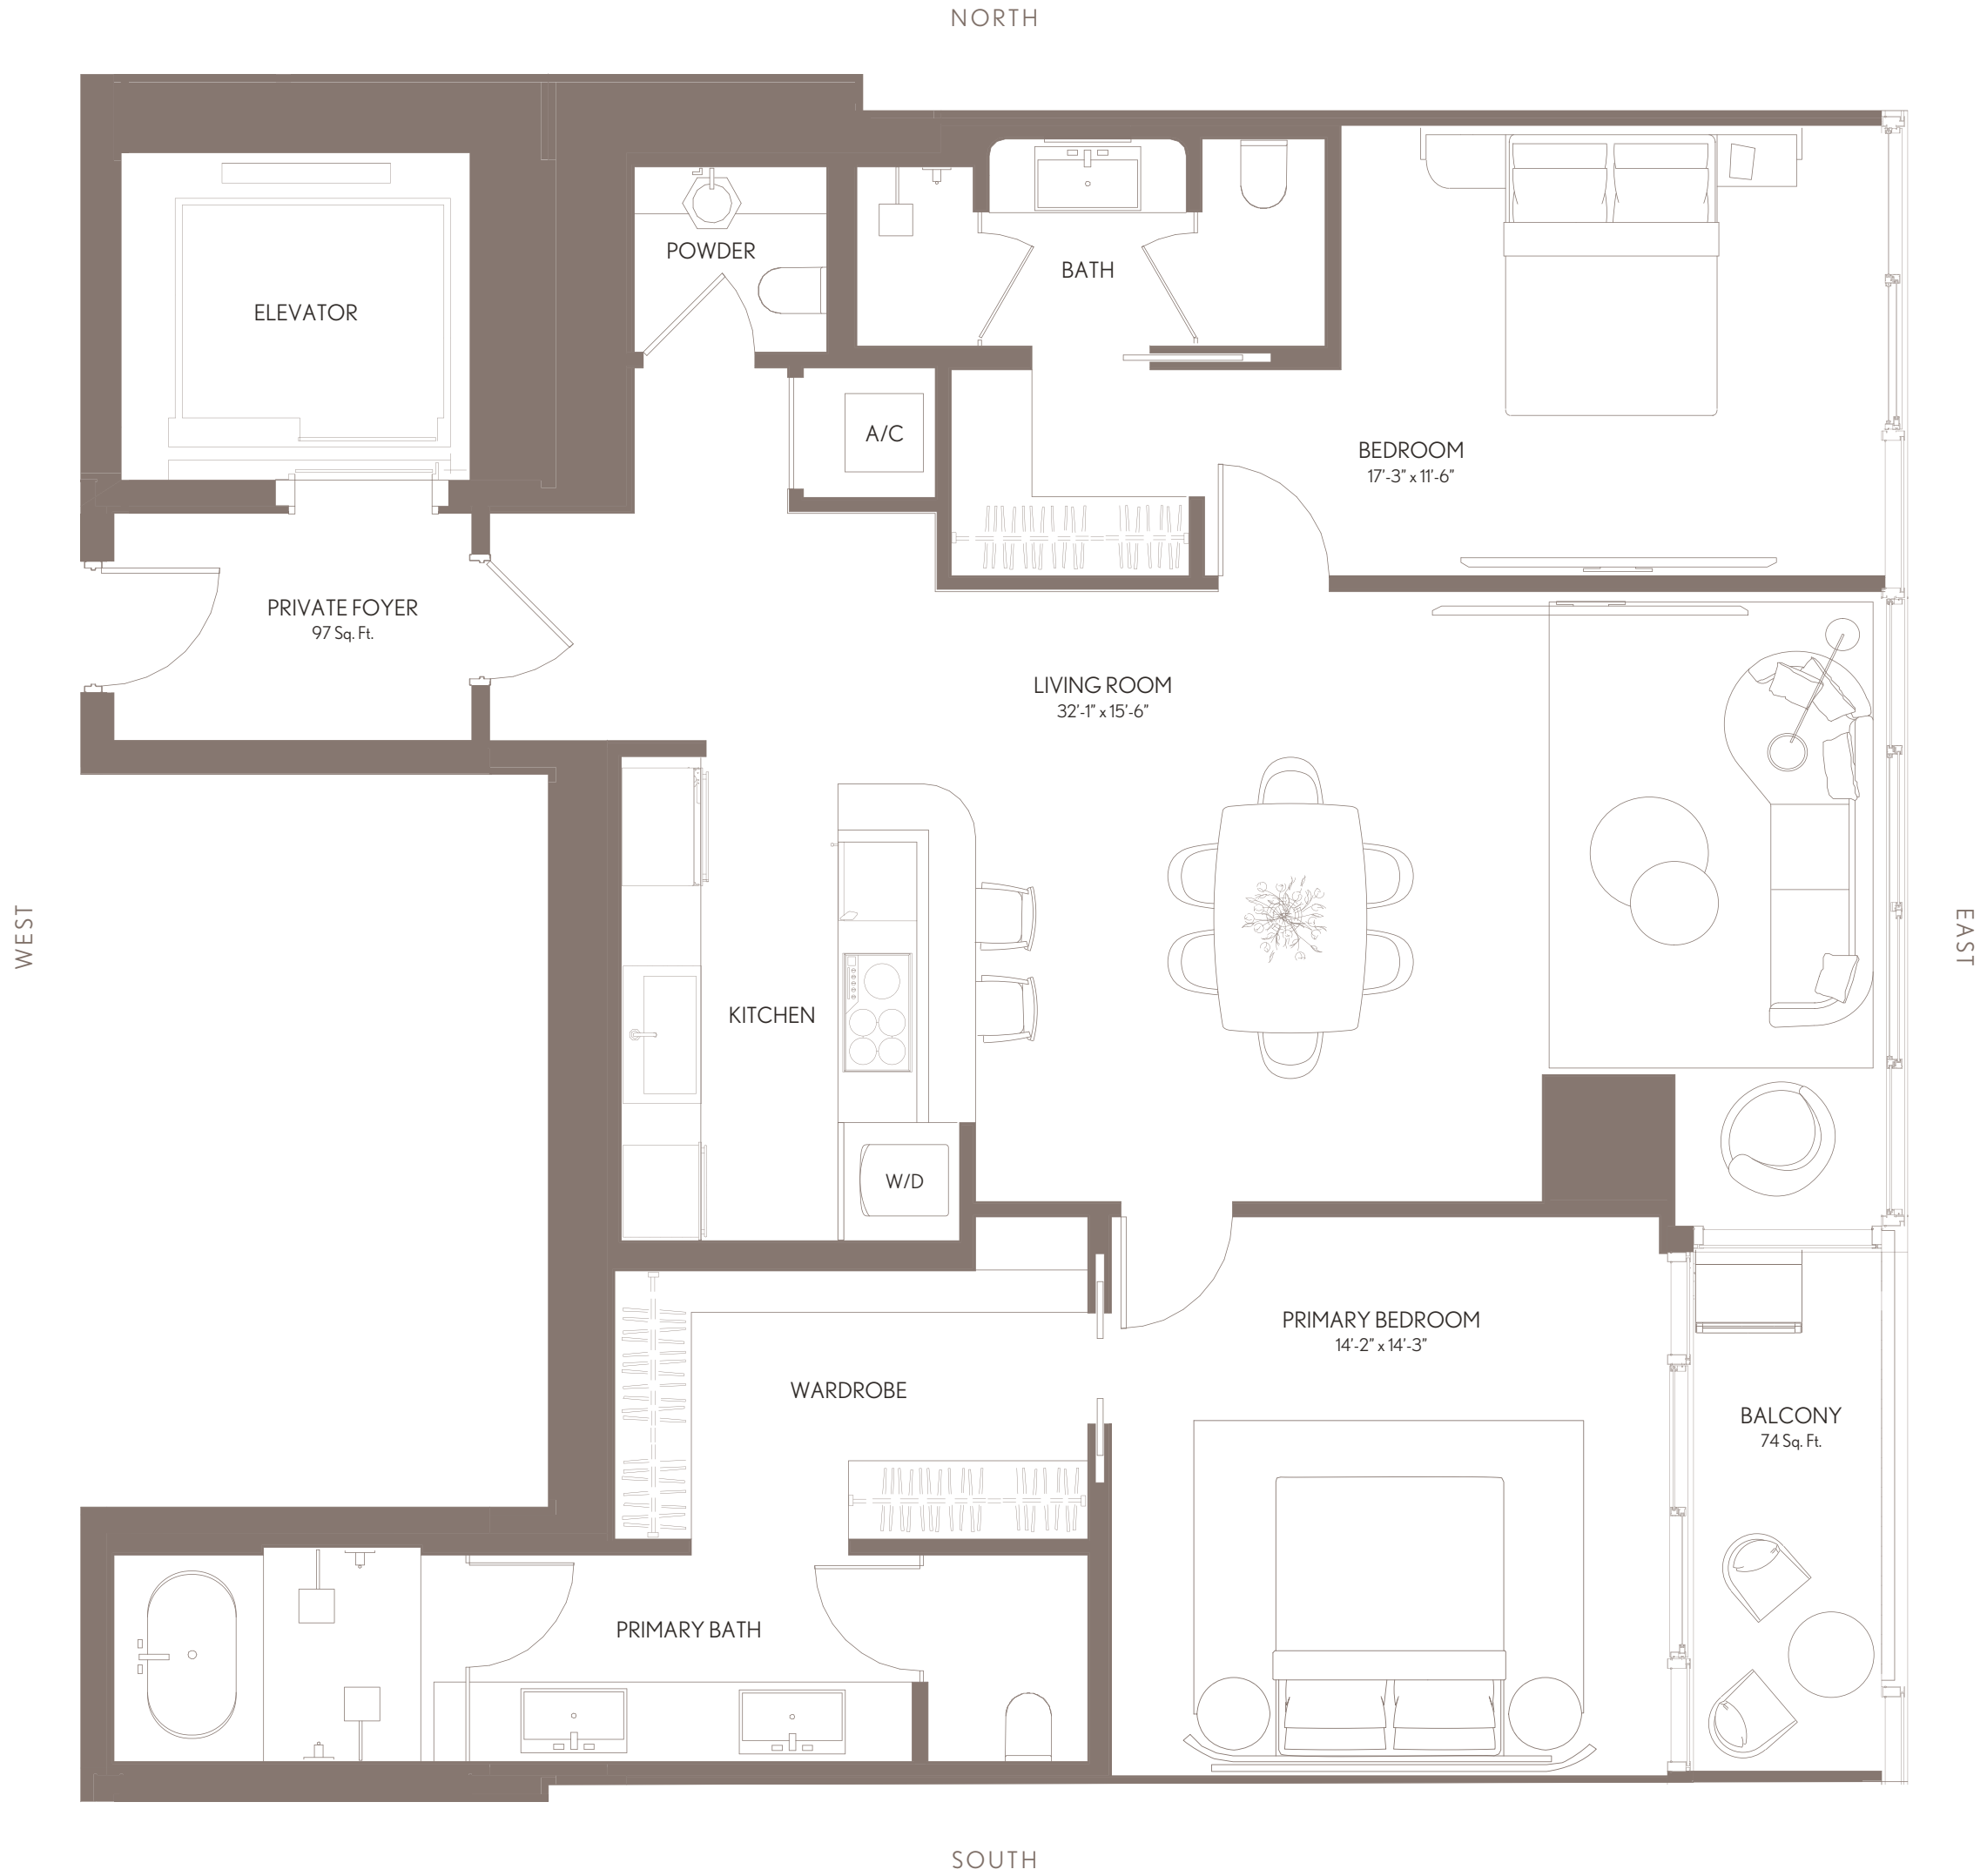 NORTH
POWDER
BATH
ELEVATOR
A/C
BEDROOM
17'-3” x 11'-6”
PRIVATE FOYER
97 Sq. Ft.
LIVING ROOM
32'-1” x 15'-6”
WEST
EAST
KITCHEN
W/D
PRIMARY BEDROOM
14'-2” x 14'-3”
WARDROBE
BALCONY
74 Sq. Ft.
PRIMARY BATH
SOUTH